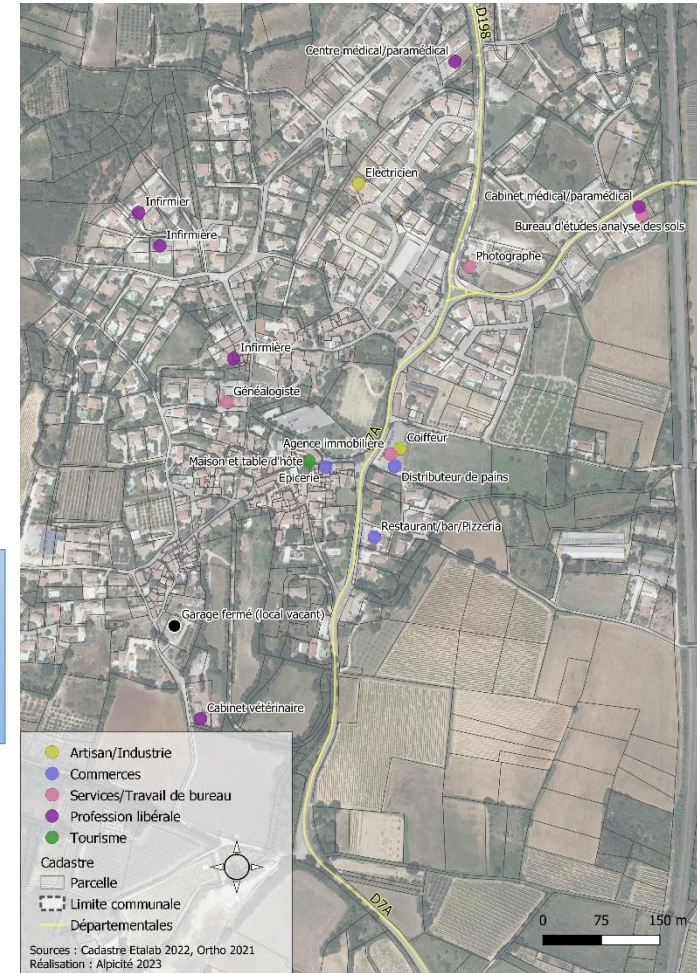 D198
Centre médical/paramédical
Electricien
Infirmier
Cabinet médical/paramédical
Bureau d'études analyse des sols
Infirmière
Photographe
Infirmière
Généalogiste
D7A
Agence immobilière
Coiffeur
Maison et table d'hôte
Epicerie
Distributeur de pains
Restaurant/bar/Pizzeria
Garage fermé (local vacant)
Cabinet vétérinaire
Artisan/Industrie
Commerces
Services/Travail de bureau
Profession libérale
Tourisme
Cadastre
Parcelle
Limite communale
Départementales
D7A
0 75 150 m
Sources : Cadastre Etalab 2022, Ortho 2021
Réalisation : Alpicité 2023